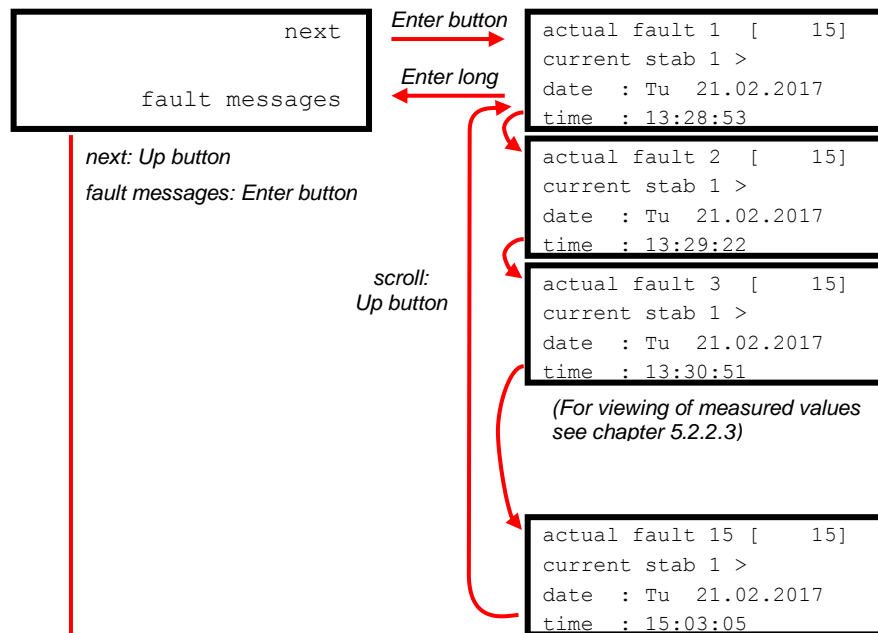 next
fault messages
next: Up button
fault messages: Enter button
Enter button
Enter long
actual fault 1 [ 15]
current stab 1 >
date : Tu 21.02.2017
time : 13:28:53
actual fault 2 [ 15]
current stab 1 >
date : Tu 21.02.2017
time : 13:29:22
scroll:
Up button
actual fault 3 [ 15]
current stab 1 >
date : Tu 21.02.2017
time : 13:30:51
(For viewing of measured values
see chapter 5.2.2.3)
actual fault 15 [ 15]
current stab 1 >
date : Tu 21.02.2017
time : 15:03:05